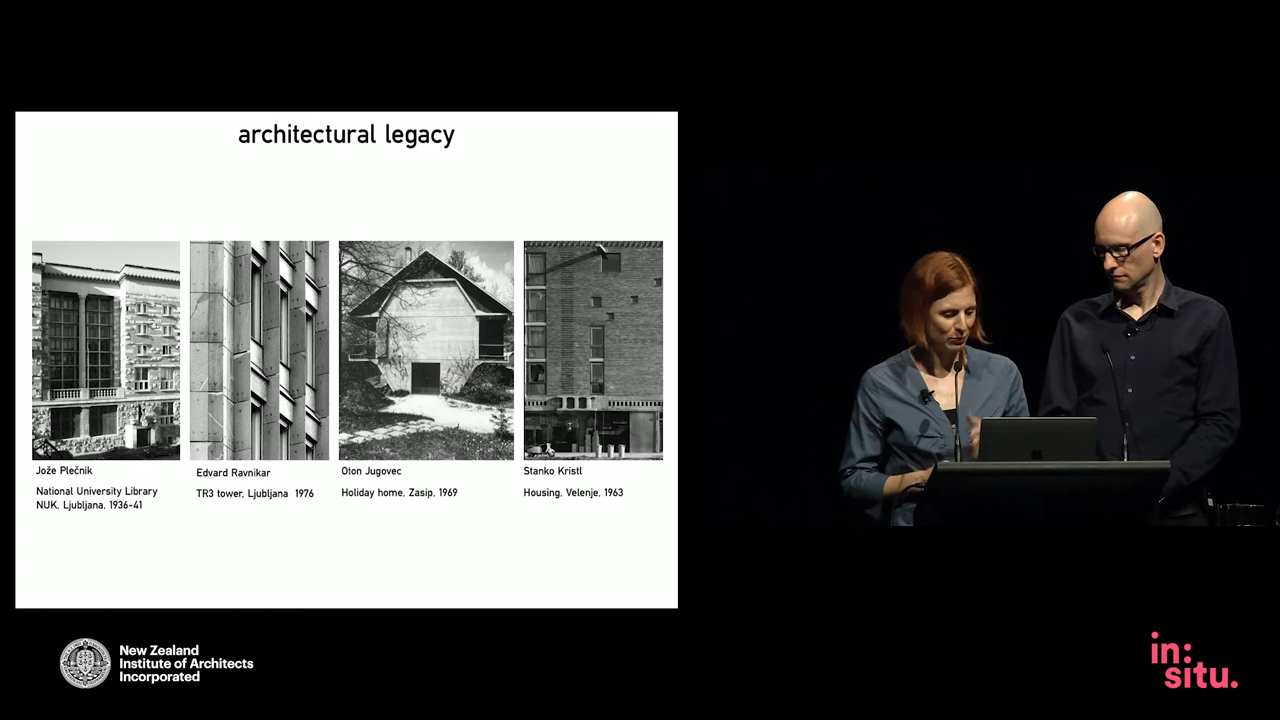 architectural legacy
Jože Plečnik
National University Library
NUK, Ljubljana, 1936-41
Edvard Ravnikar
TR3 tower, Ljubljana 1976
Oton Jugovec
Holiday home, Zasip, 1969
Stanko Kristl
Housing, Velenje, 1963
New Zealand
Institute of Architects
Incorporated
in:
situ.